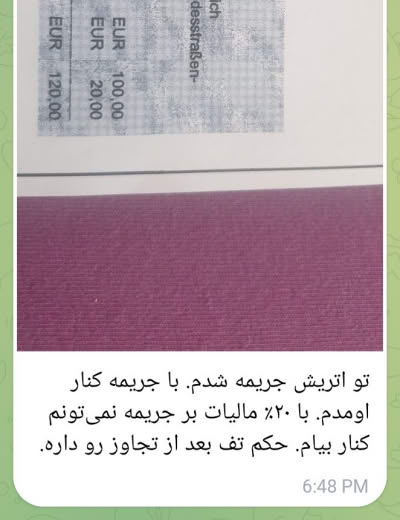 ich
desstraßen-
EUR 100,00
EUR 20,00
EUR 120,00
تو اتریش جریمه شدم. با جریمه کنار
اومدم. با ۲۰٪ مالیات بر جریمه نمی‌تونم
کنار بیام. حکم تف بعد از تجاوز رو داره.
6:48 PM